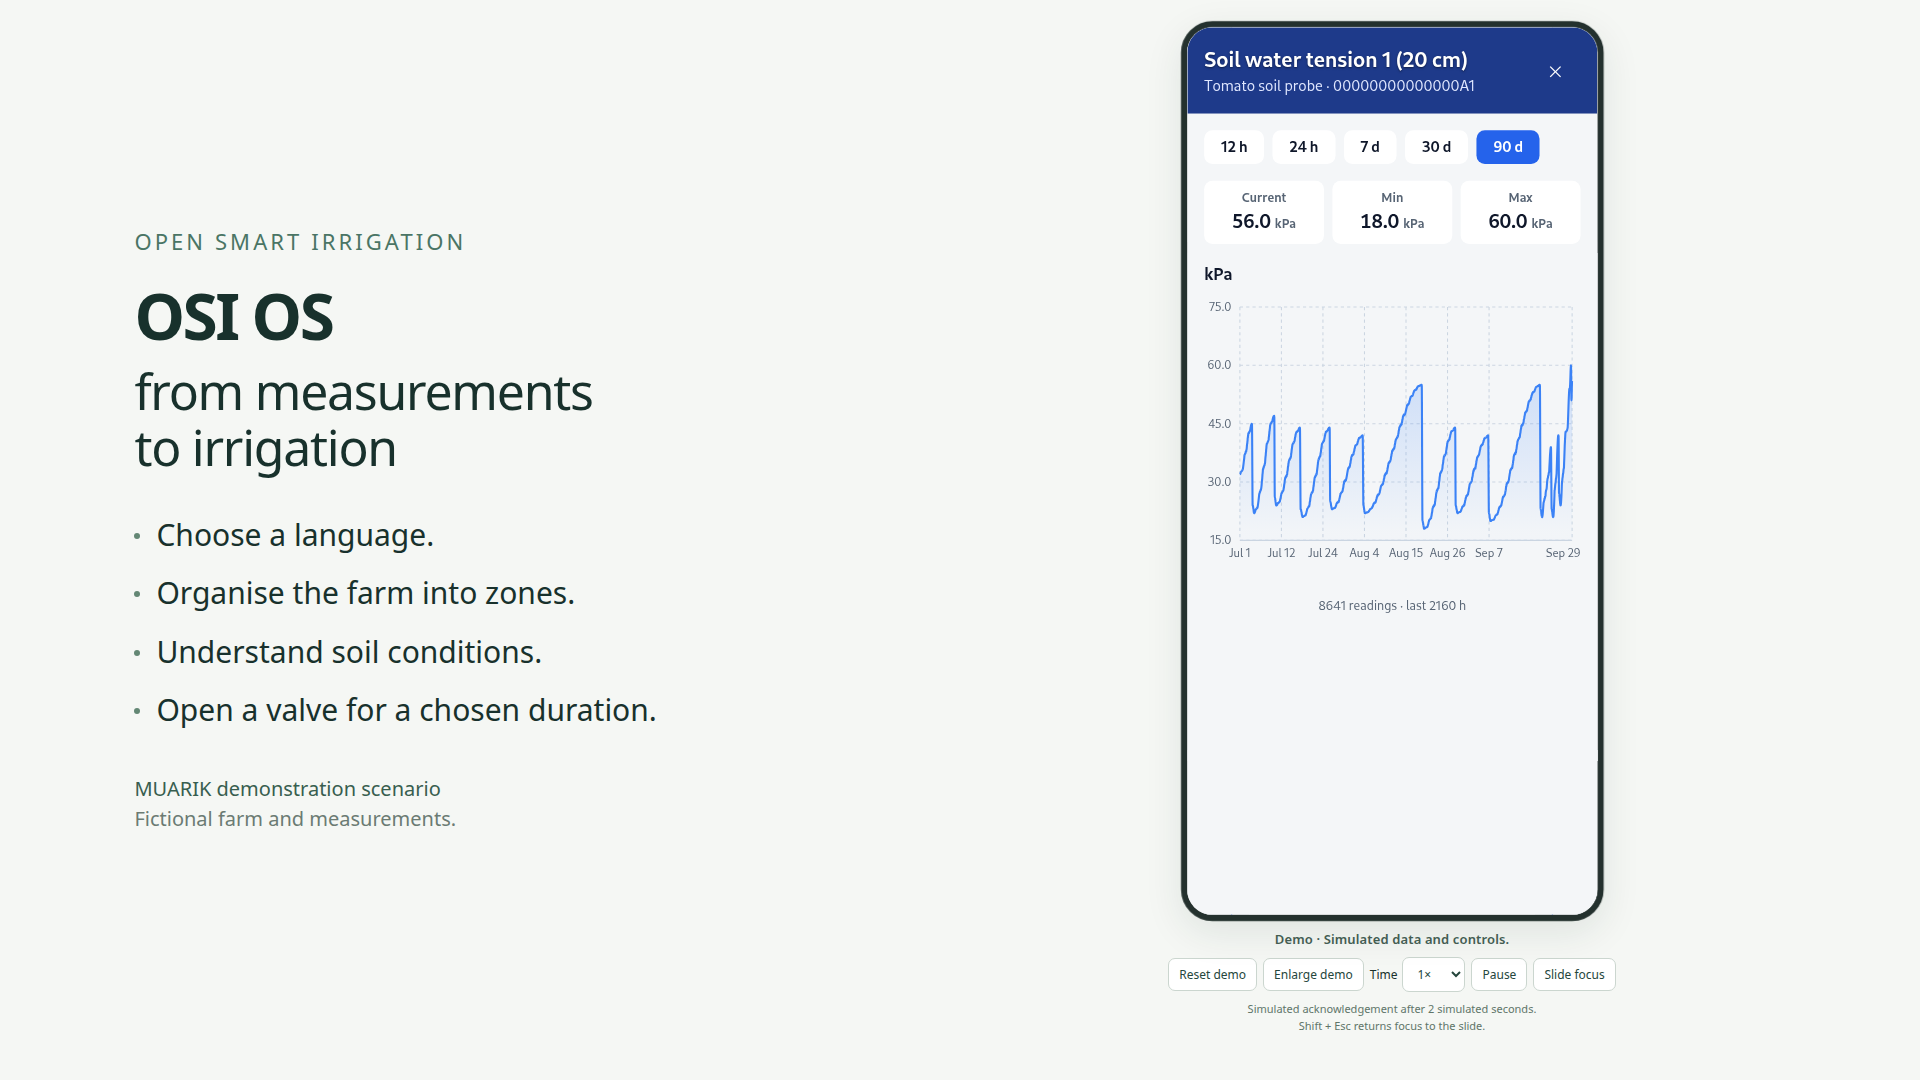 OPEN SMART IRRIGATION
OSI OS
from measurements
to irrigation
• Choose a language.
• Organise the farm into zones.
• Understand soil conditions.
• Open a valve for a chosen duration.
MUARIK demonstration scenario
Fictional farm and measurements.
Soil water tension 1 (20 cm)
Tomato soil probe · 00000000000000A1
×
12 h 24 h 7 d 30 d 90 d
Current Min Max
56.0 kPa 18.0 kPa 60.0 kPa
kPa
75.0
60.0
45.0
30.0
15.0
Jul 1 Jul 12 Jul 24 Aug 4 Aug 15 Aug 26 Sep 7 Sep 29
8641 readings · last 2160 h
Demo · Simulated data and controls.
Reset demo Enlarge demo Time 1× Pause Slide focus
Simulated acknowledgement after 2 simulated seconds.
Shift + Esc returns focus to the slide.